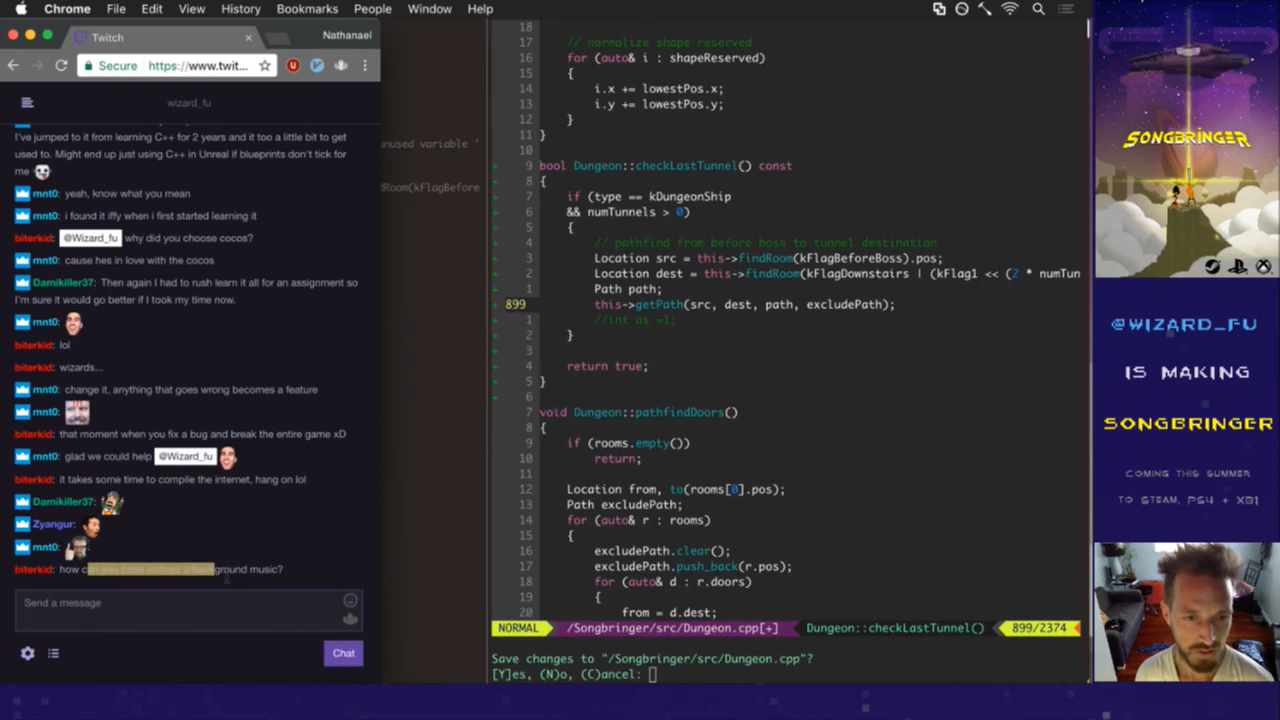 Chrome File Edit View History Bookmarks People Window Help
Twitch
Nathanael
Secure https://www.twit...
wizard_fu
I've jumped to it from learning C++ for 2 years and it too a little bit to get
used to. Might end up just using C++ in Unreal if blueprints don't tick for
me
mnt0: yeah, know what you mean
mnt0: i found it iffy when i first started learning it
biterkid: @Wizard_fu why did you choose cocos?
mnt0: cause hes in love with the cocos
Damikiller37: Then again I had to rush learn it all for an assignment so
I'm sure it would go better if I took my time now.
mnt0:
biterkid: lol
biterkid: wizards...
mnt0: change it, anything that goes wrong becomes a feature
mnt0:
biterkid: that moment when you fix a bug and break the entire game xD
mnt0: glad we could help @Wizard_fu
biterkid: it takes some time to compile the internet, hang on lol
Damikiller37:
Zyangur:
mnt0:
biterkid: how can you code without a background music?
Send a message
Chat
unused variable '
dRoom(kFlagBefore
18
17 // normalize shape reserved
16 for (auto& i : shapeReserved)
15 {
14 i.x += lowestPos.x;
13 i.y += lowestPos.y;
12 }
11 }
10
9 bool Dungeon::checkLastTunnel() const
8 {
7 if (type == kDungeonShip
6 && numTunnels > 0)
5 {
4 // pathfind from before boss to tunnel destination
3 Location src = this->findRoom(kFlagBeforeBoss).pos;
2 Location dest = this->findRoom(kFlagDownstairs | (kFlag1 << (2 * numTun
1 Path path;
899 this->getPath(src, dest, path, excludePath);
1 //int as =1;
2 }
3
4 return true;
5 }
6
7 void Dungeon::pathfindDoors()
8 {
9 if (rooms.empty())
10 return;
11
12 Location from, to(rooms[0].pos);
13 Path excludePath;
14 for (auto& r : rooms)
15 {
16 excludePath.clear();
17 excludePath.push_back(r.pos);
18 for (auto& d : r.doors)
19 {
20 from = d.dest;
NORMAL /Songbringer/src/Dungeon.cpp[+] Dungeon::checkLastTunnel() 899/2374
Save changes to "/Songbringer/src/Dungeon.cpp"?
[Y]es, (N)o, (C)ancel:
SONGBRINGER
@WIZARD_FU
IS MAKING
SONGBRINGER
COMING THIS SUMMER
TO STEAM, PS4 + XB1